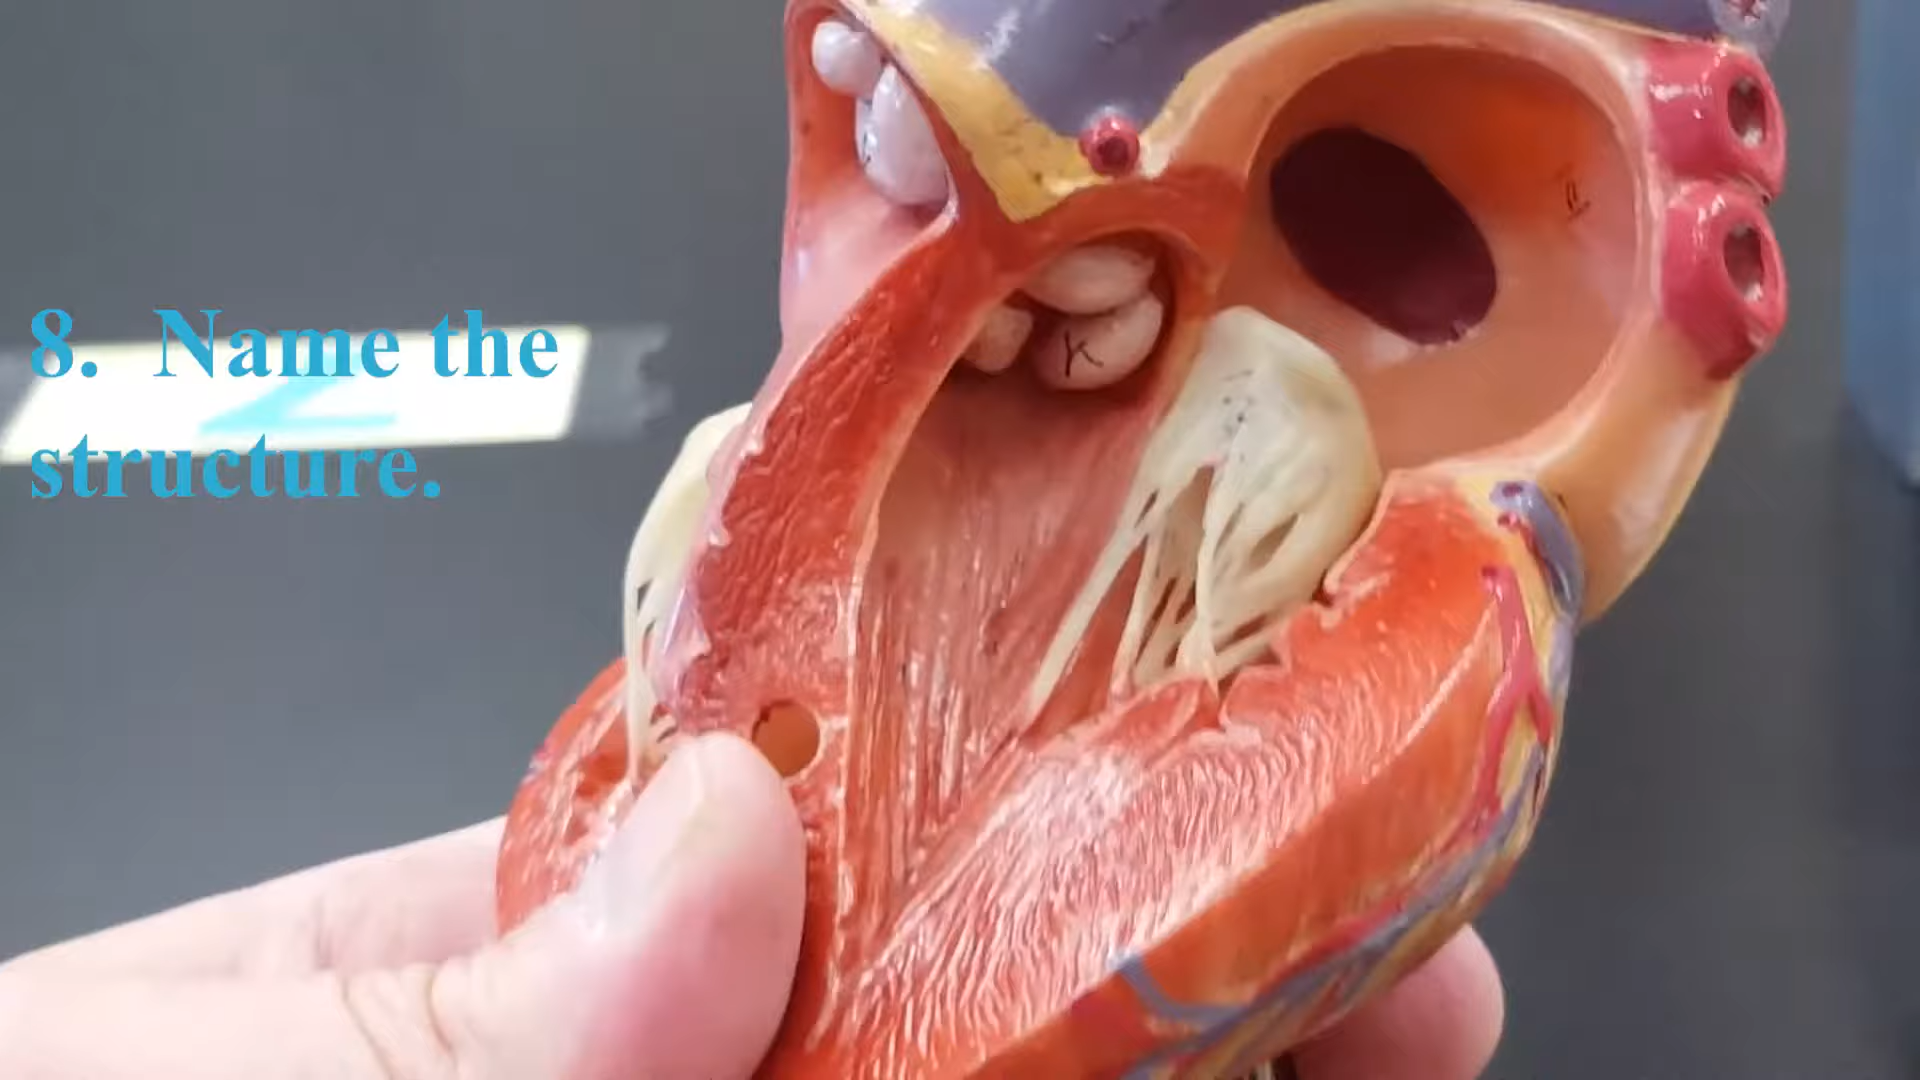 8. Name the
structure.
K